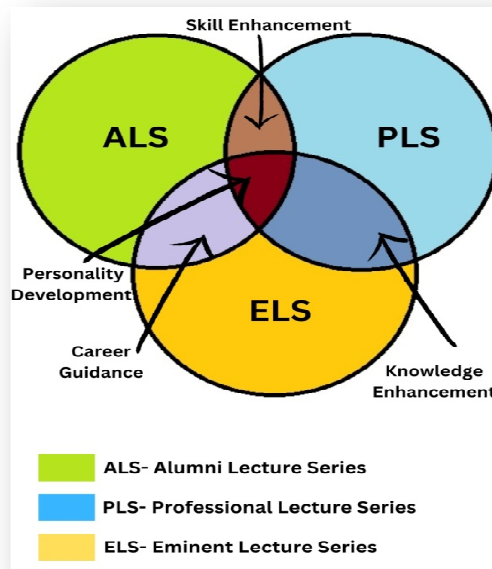 Skill Enhancement
ALS
PLS
Personality
Development
ELS
Career
Guidance
Knowledge
Enhancement
ALS- Alumni Lecture Series
PLS- Professional Lecture Series
ELS- Eminent Lecture Series